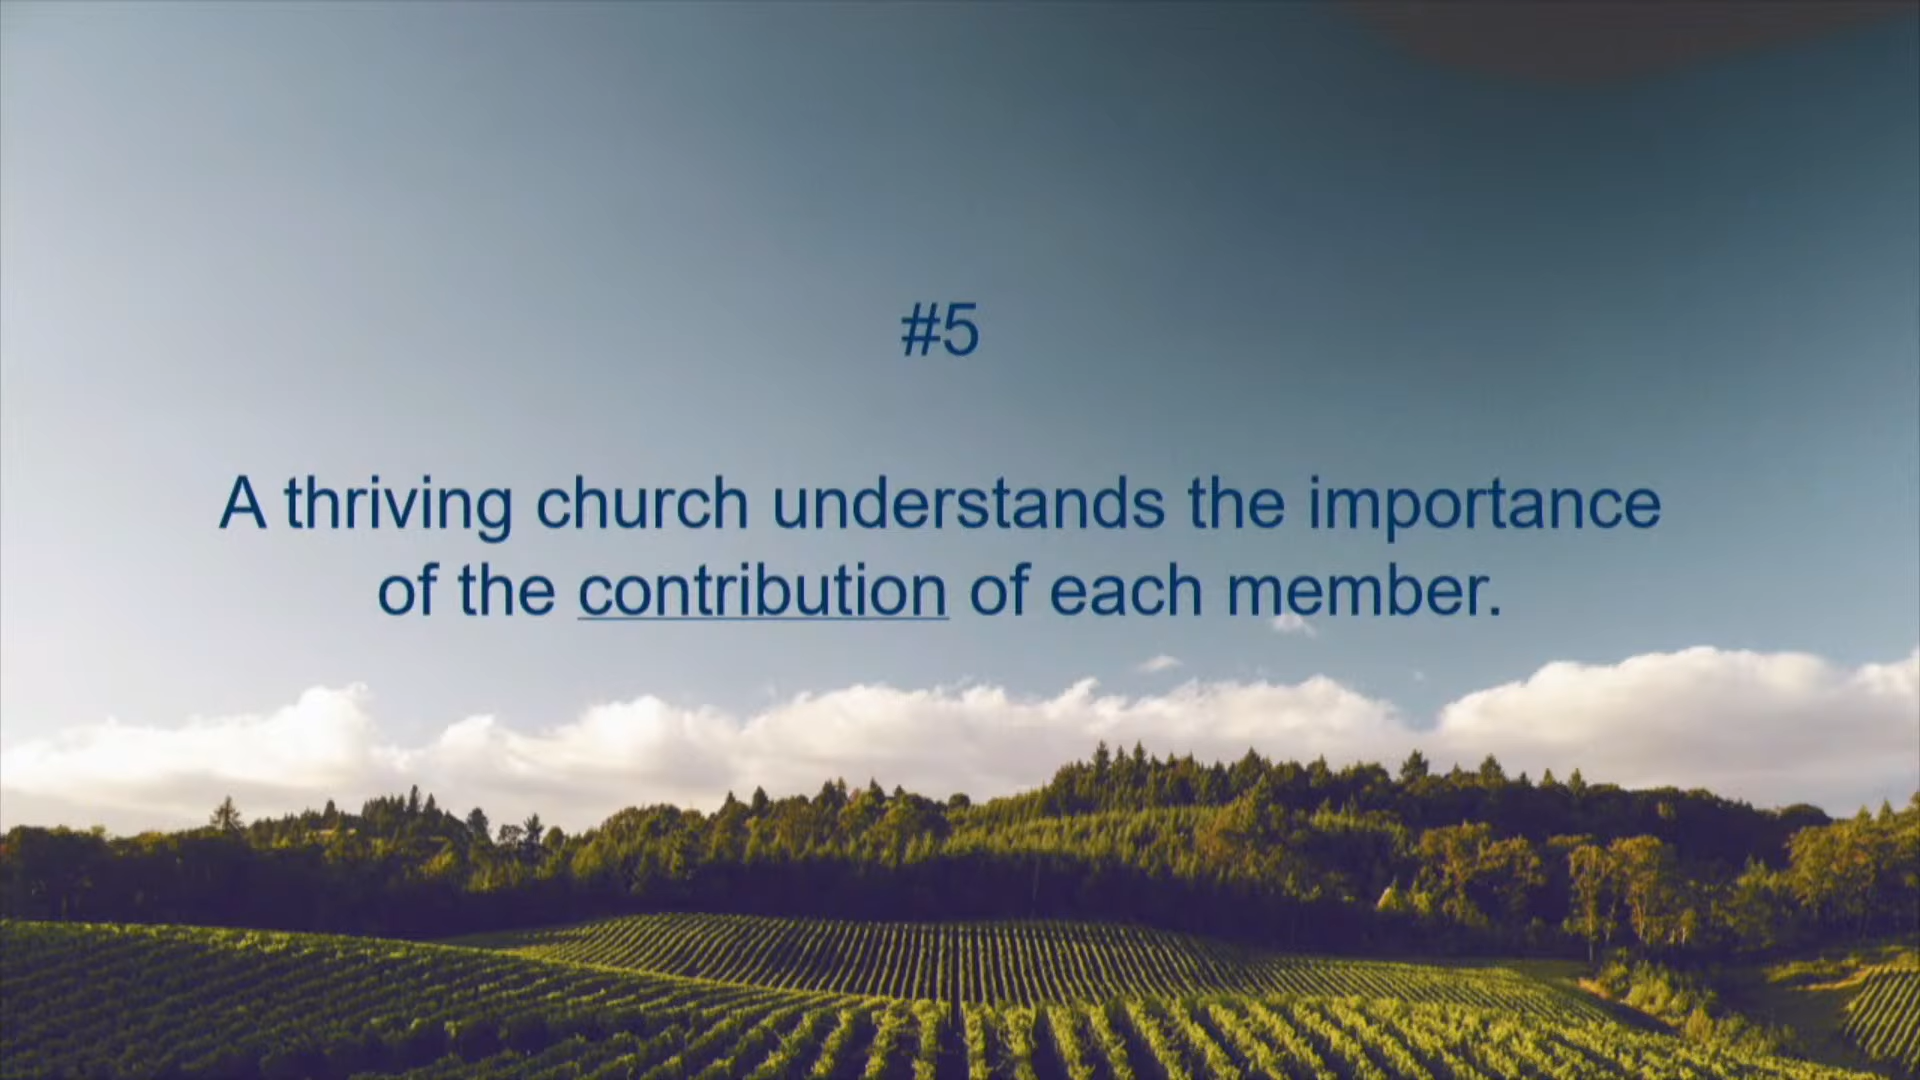 #5
A thriving church understands the importance
of the contribution of each member.